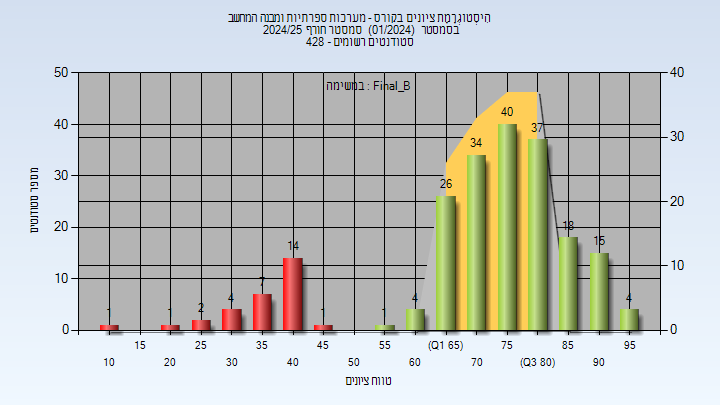 היסטוגרמת ציונים בקורס - מערכות ספרתיות ומבנה המחשב
בסמסטר (01/2024) סמסטר חורף 2024/25
סטודנטים רשומים - 428
במשימה : Final_B
50 40 30 20 10 0
מספר סטודנטים
40 30 20 10 0
1 1 2 4 7 14 1 1 4 26 34 40 37 18 15 4
15 25 35 45 55 (Q1 65) 75 85 95
10 20 30 40 50 60 70 (Q3 80) 90
טווח ציונים